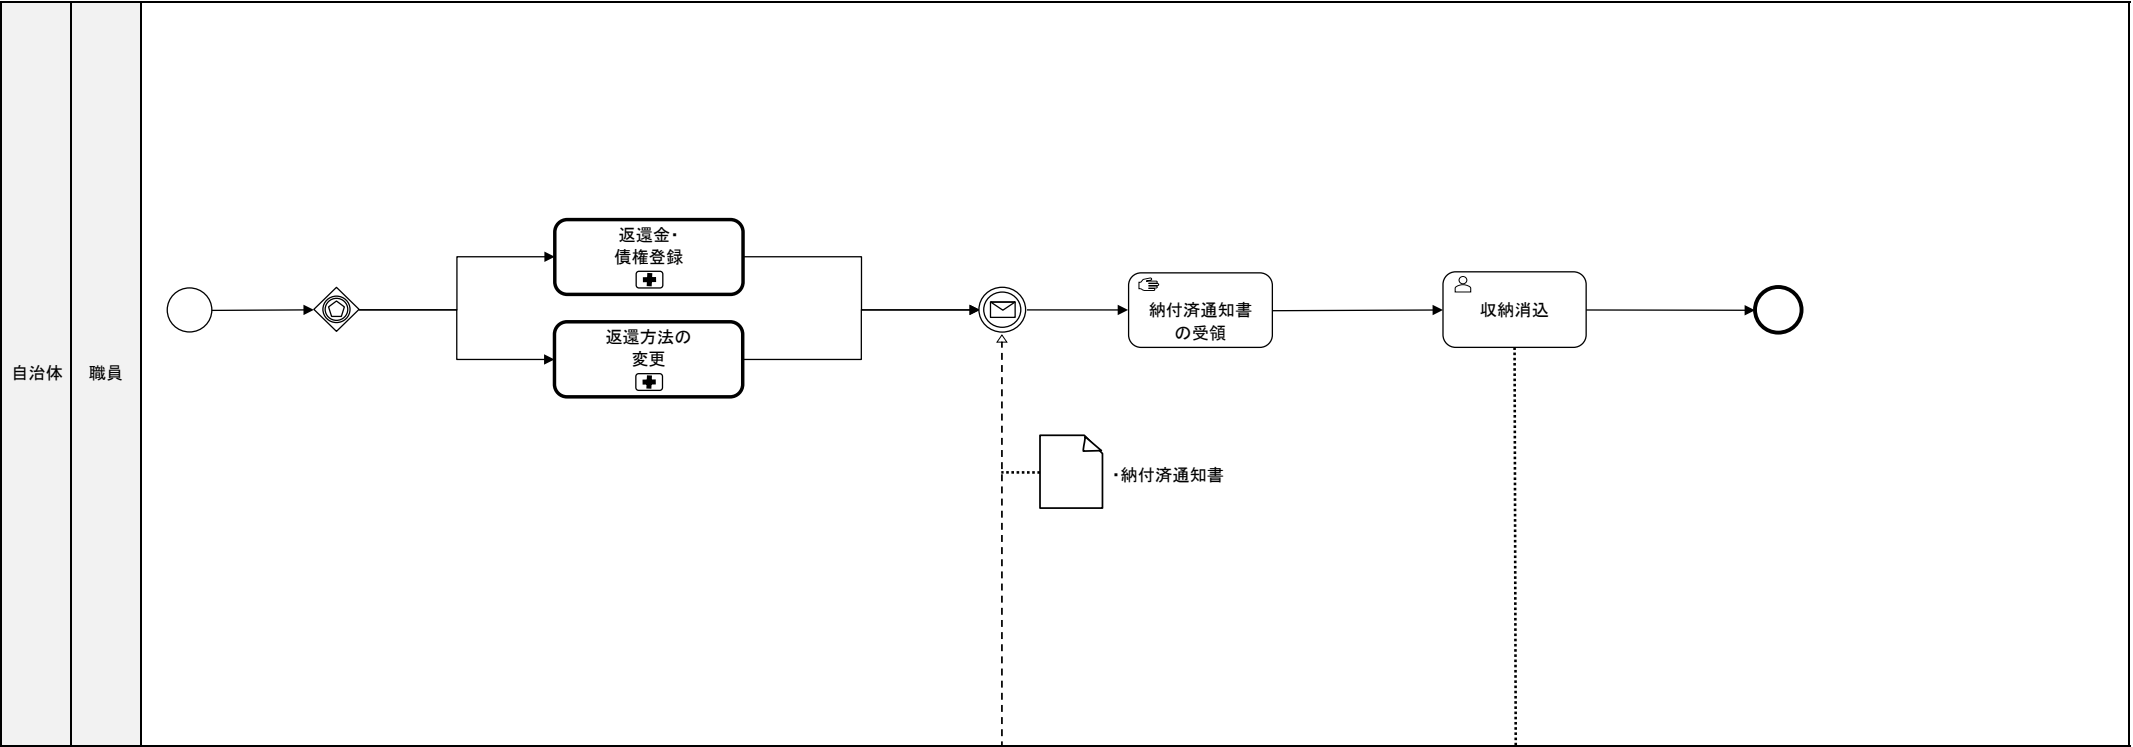 自治体
職員
返還金・
債権登録
返還方法の
変更
納付済通知書
の受領
収納消込
・納付済通知書